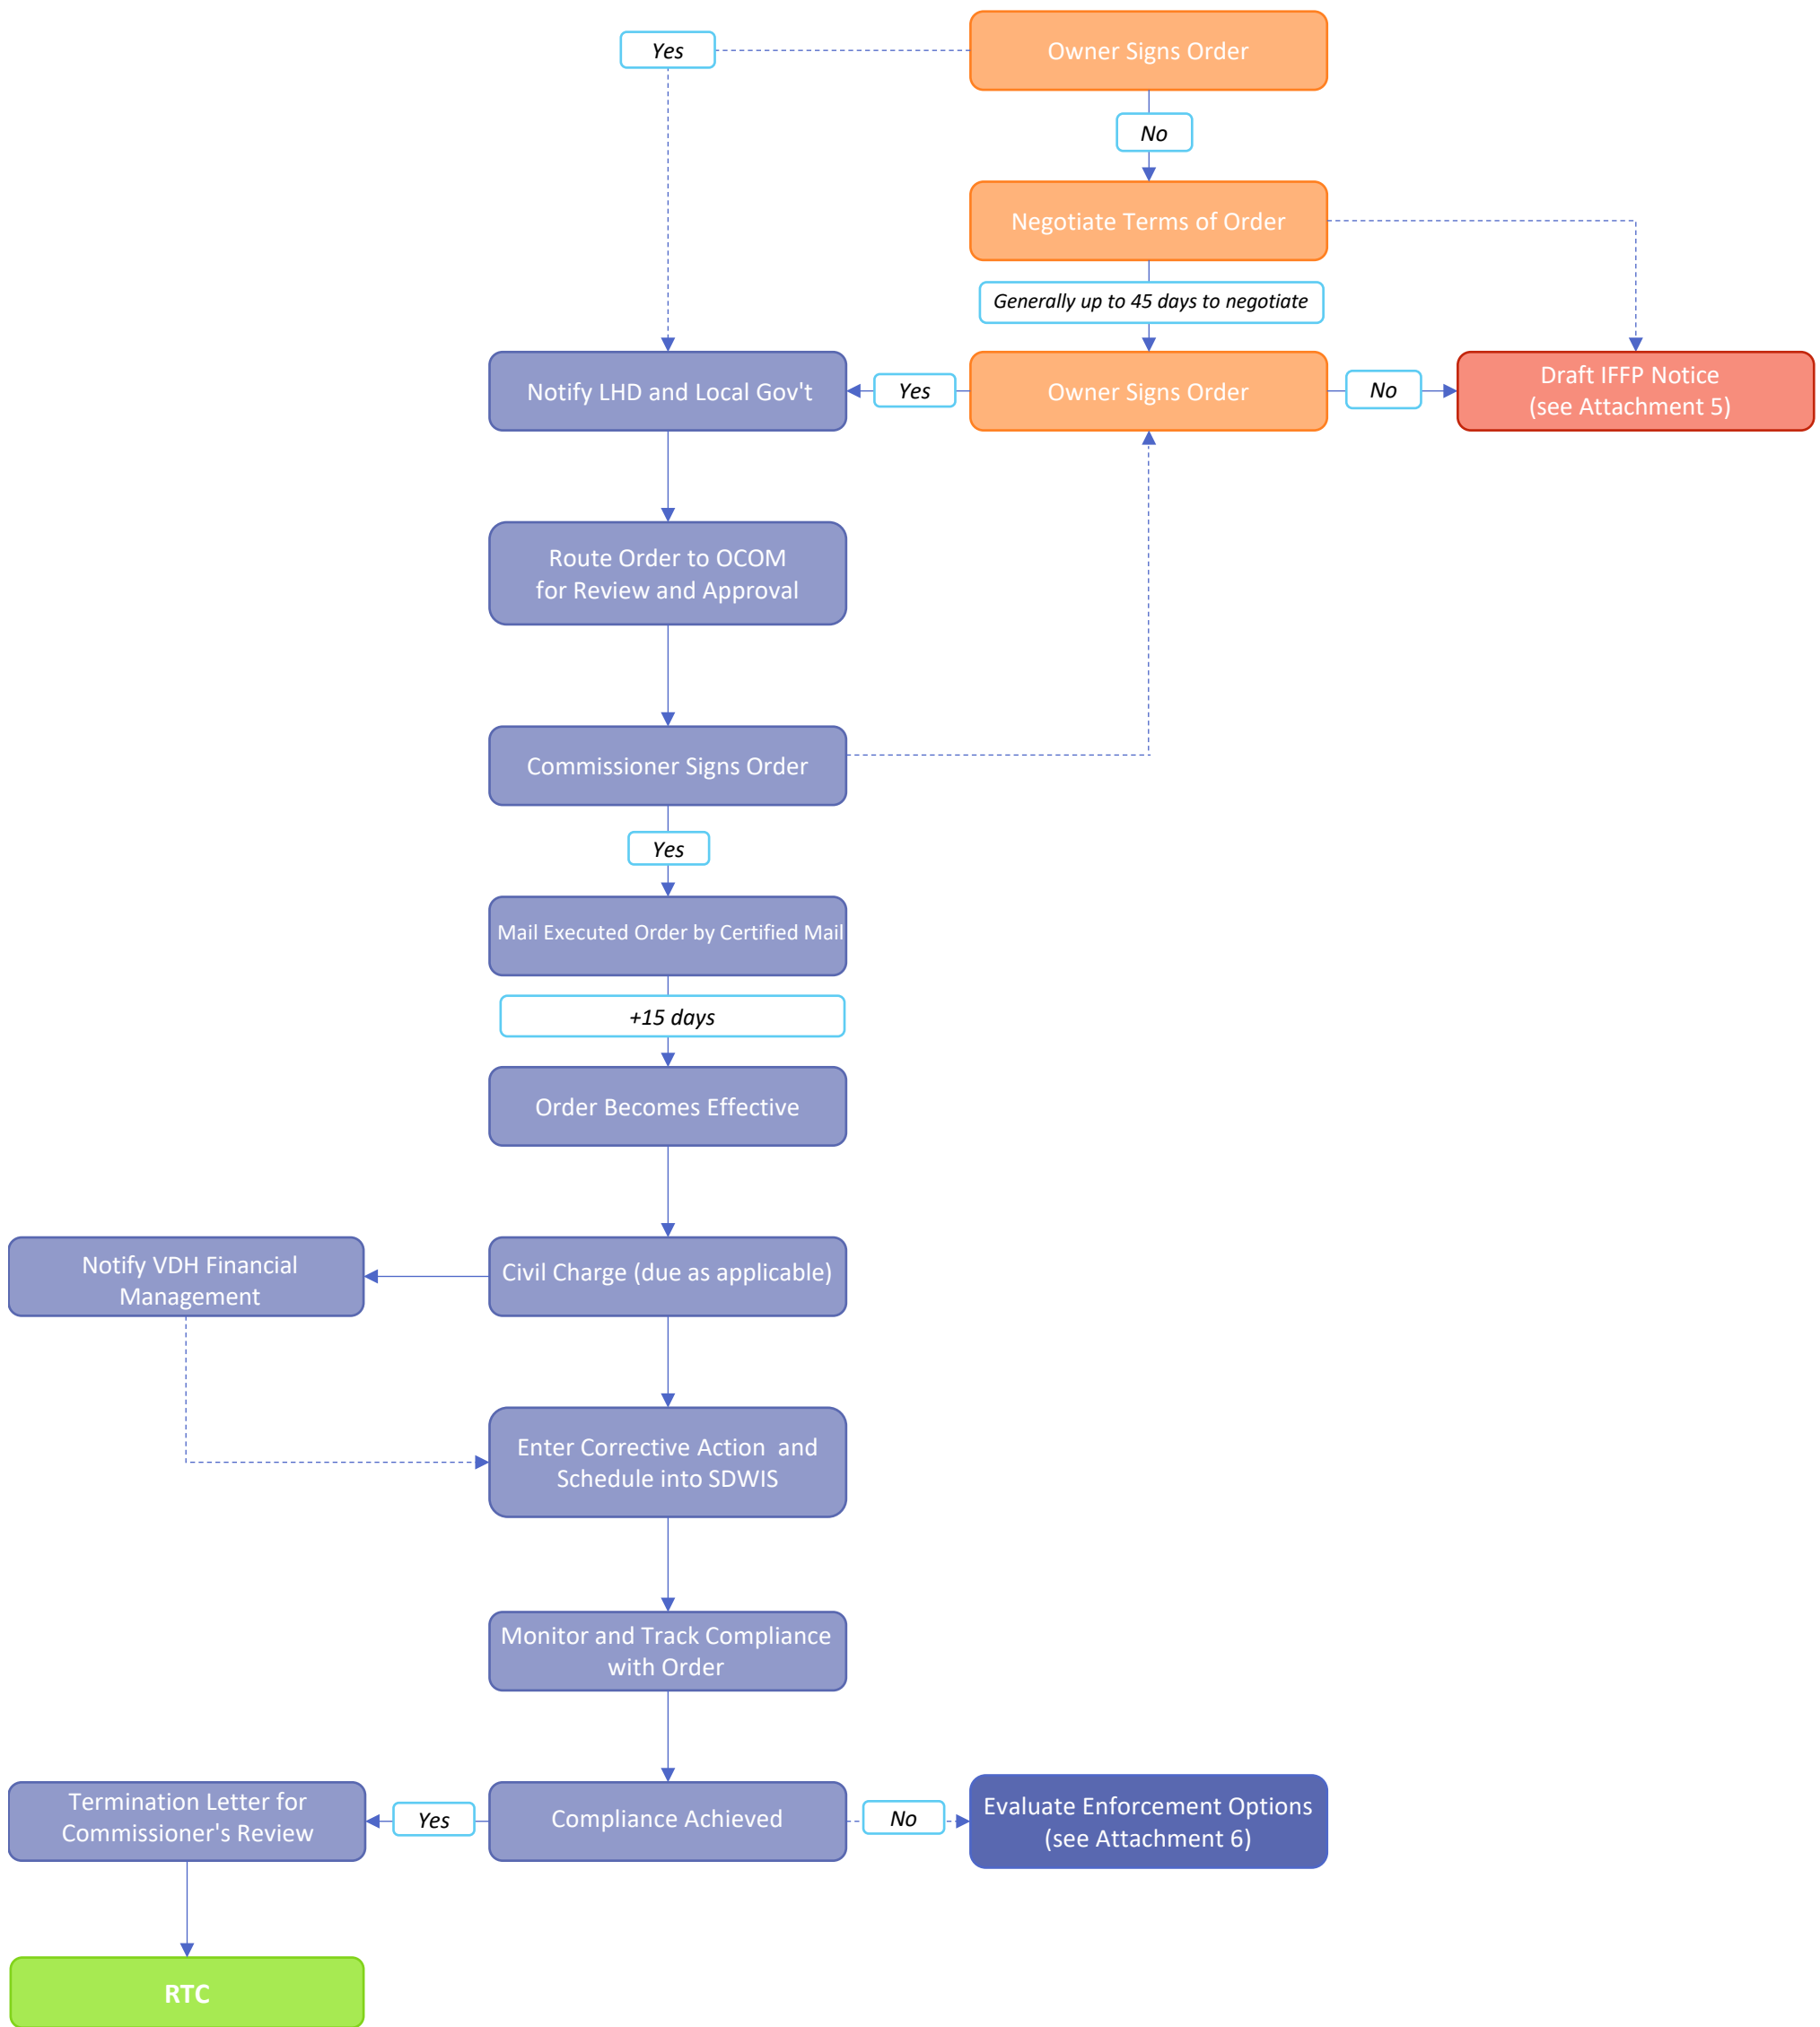 Yes
Owner Signs Order
No
Negotiate Terms of Order
Generally up to 45 days to negotiate
Notify LHD and Local Gov't
Yes
Owner Signs Order
No
Draft IFFP Notice
(see Attachment 5)
Route Order to OCOM
for Review and Approval
Commissioner Signs Order
Yes
Mail Executed Order by Certified Mail
+15 days
Order Becomes Effective
Notify VDH Financial
Management
Civil Charge (due as applicable)
Enter Corrective Action and
Schedule into SDWIS
Monitor and Track Compliance
with Order
Termination Letter for
Commissioner's Review
Yes
Compliance Achieved
No
Evaluate Enforcement Options
(see Attachment 6)
RTC